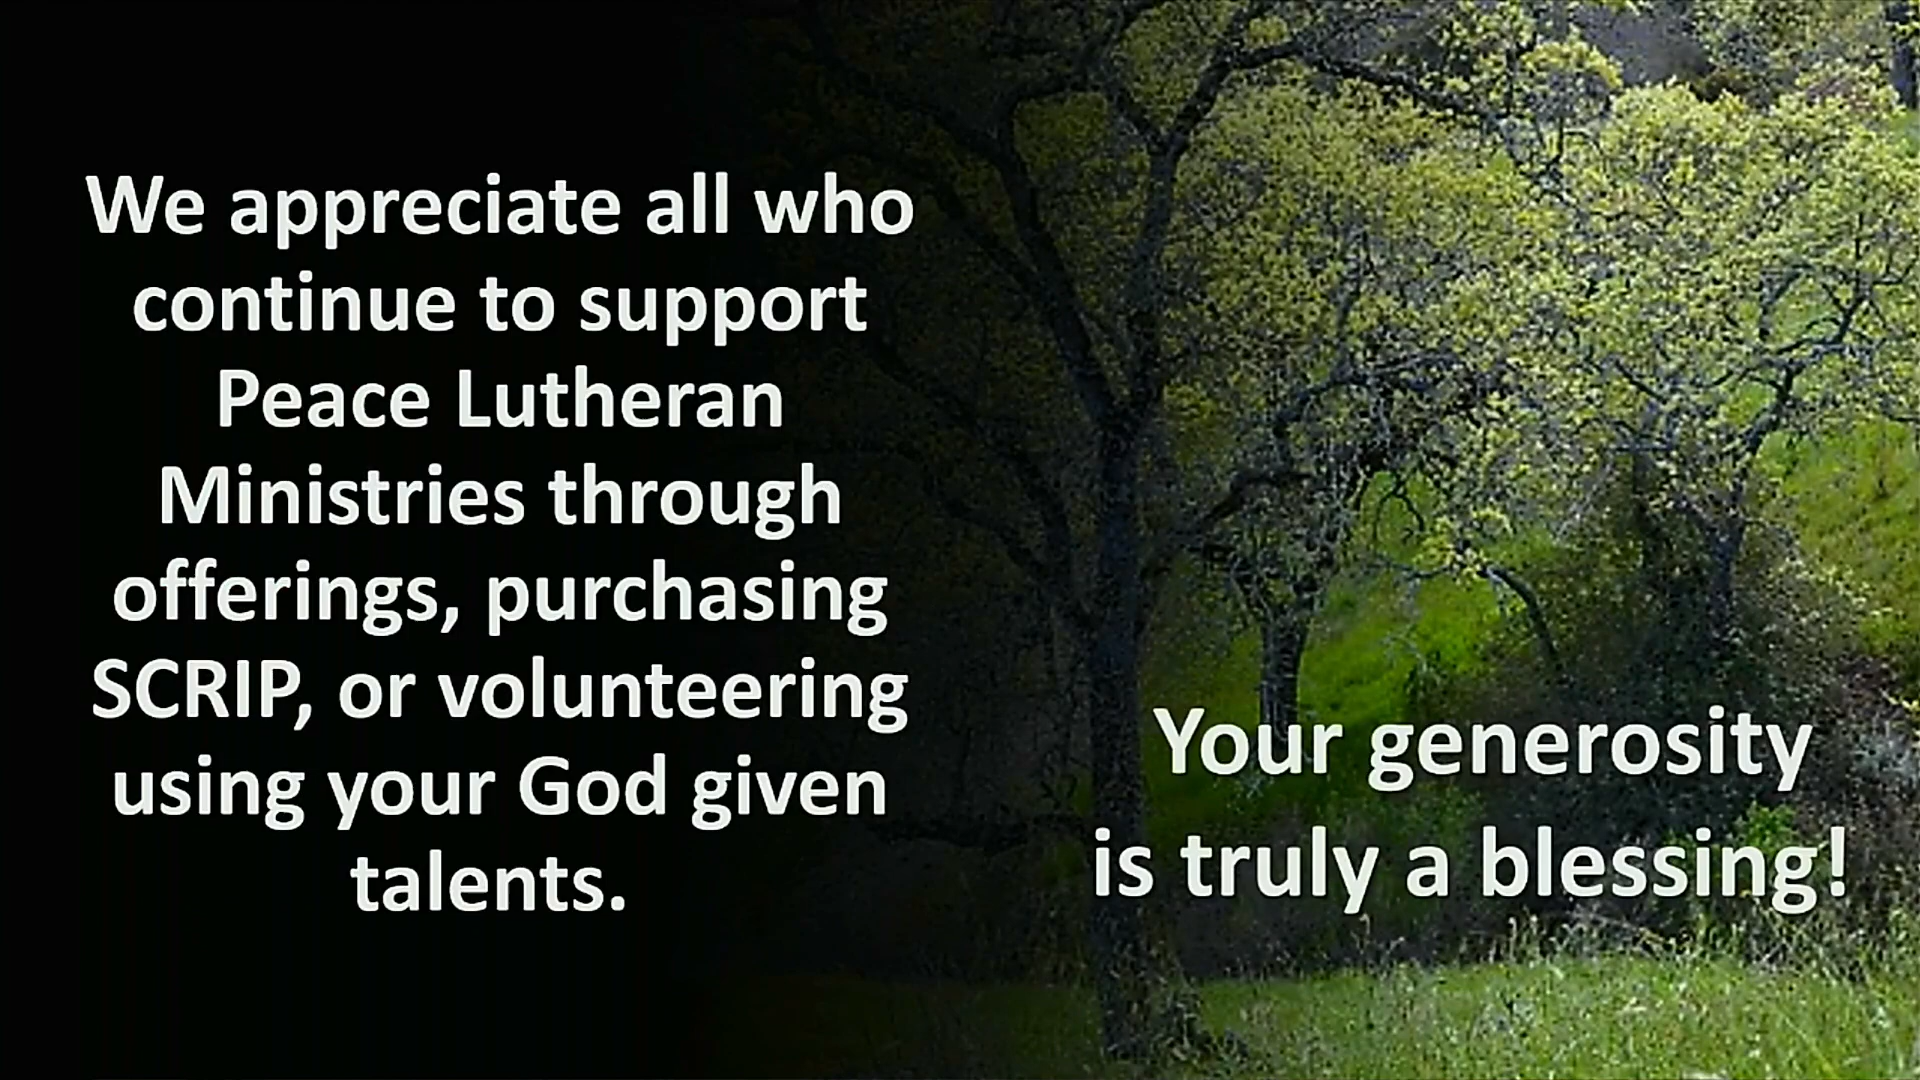 We appreciate all who
continue to support
Peace Lutheran
Ministries through
offerings, purchasing
SCRIP, or volunteering
using your God given
talents.
Your generosity
is truly a blessing!